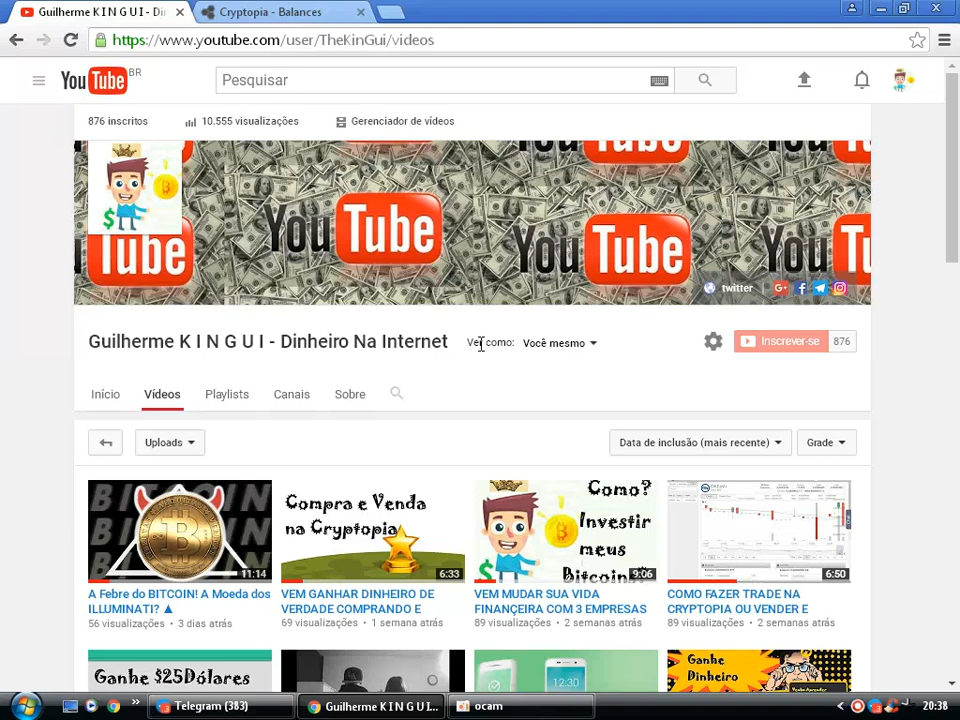 Guilherme K I N G U I - Di
Cryptopia - Balances
https://www.youtube.com/user/TheKinGui/videos
YouTube BR
Pesquisar
876 inscritos
10.555 visualizações
Gerenciador de vídeos
YouTube
YouTube
Tube
twitter
Guilherme K I N G U I - Dinheiro Na Internet
Ver como: Você mesmo
Inscrever-se 876
Início
Vídeos
Playlists
Canais
Sobre
Uploads
Data de inclusão (mais recente)
Grade
BITCOIN
11:14
Compra e Venda
na Cryptopia
6:33
Como?
Investir
meus
Bitcoin
9:06
6:50
A Febre do BITCOIN! A Moeda dos
ILLUMINATI? ▲
56 visualizações • 3 dias atrás
VEM GANHAR DINHEIRO DE
VERDADE COMPRANDO E
69 visualizações • 1 semana atrás
VEM MUDAR SUA VIDA
FINANÇEIRA COM 3 EMPRESAS
89 visualizações • 2 semanas atrás
COMO FAZER TRADE NA
CRYPTOPIA OU VENDER E
89 visualizações • 2 semanas atrás
Ganhe $25Dólares
12:30
Ganhe
Dinheiro
Telegram (383)
Guilherme K I N G U I...
ocam
20:38